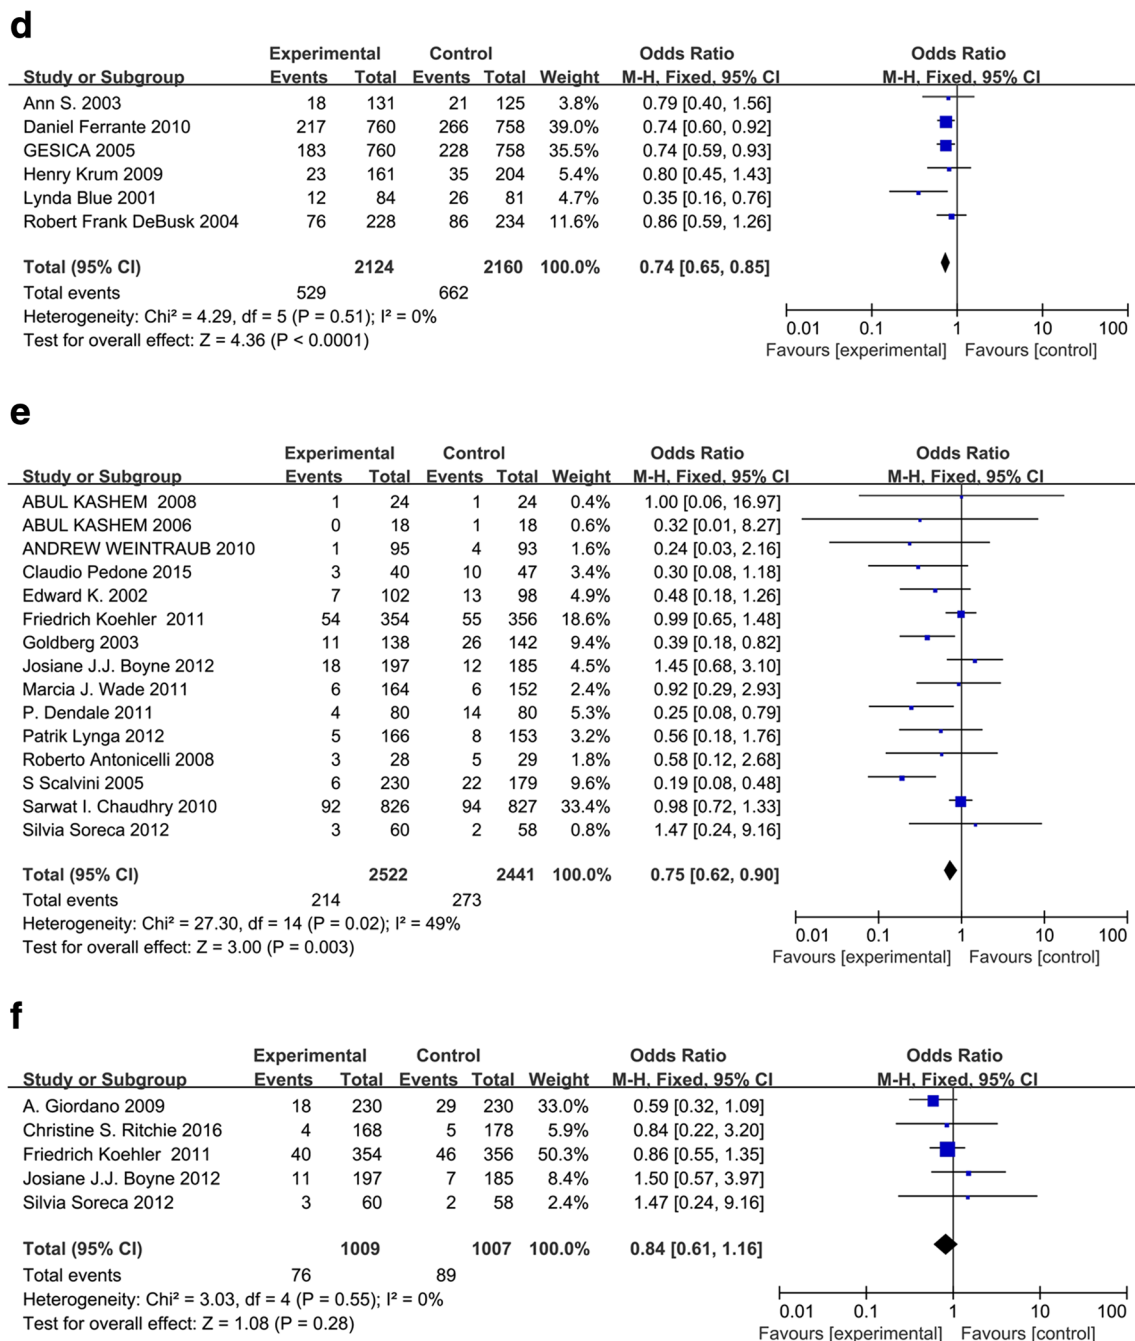 d
Experimental Control Odds Ratio Odds Ratio
Study or Subgroup Events Total Events Total Weight M-H, Fixed, 95% CI M-H, Fixed, 95% CI
Ann S. 2003 18 131 21 125 3.8% 0.79 [0.40, 1.56]
Daniel Ferrante 2010 217 760 266 758 39.0% 0.74 [0.60, 0.92]
GESICA 2005 183 760 228 758 35.5% 0.74 [0.59, 0.93]
Henry Krum 2009 23 161 35 204 5.4% 0.80 [0.45, 1.43]
Lynda Blue 2001 12 84 26 81 4.7% 0.35 [0.16, 0.76]
Robert Frank DeBusk 2004 76 228 86 234 11.6% 0.86 [0.59, 1.26]
Total (95% CI) 2124 2160 100.0% 0.74 [0.65, 0.85]
Total events 529 662
Heterogeneity: Chi² = 4.29, df = 5 (P = 0.51); I² = 0%
Test for overall effect: Z = 4.36 (P < 0.0001)
0.01 0.1 1 10 100
Favours [experimental] Favours [control]
e
Experimental Control Odds Ratio Odds Ratio
Study or Subgroup Events Total Events Total Weight M-H, Fixed, 95% CI M-H, Fixed, 95% CI
ABUL KASHEM 2008 1 24 1 24 0.4% 1.00 [0.06, 16.97]
ABUL KASHEM 2006 0 18 1 18 0.6% 0.32 [0.01, 8.27]
ANDREW WEINTRAUB 2010 1 95 4 93 1.6% 0.24 [0.03, 2.16]
Claudio Pedone 2015 3 40 10 47 3.4% 0.30 [0.08, 1.18]
Edward K. 2002 7 102 13 98 4.9% 0.48 [0.18, 1.26]
Friedrich Koehler 2011 54 354 55 356 18.6% 0.99 [0.65, 1.48]
Goldberg 2003 11 138 26 142 9.4% 0.39 [0.18, 0.82]
Josiane J.J. Boyne 2012 18 197 12 185 4.5% 1.45 [0.68, 3.10]
Marcia J. Wade 2011 6 164 6 152 2.4% 0.92 [0.29, 2.93]
P. Dendale 2011 4 80 14 80 5.3% 0.25 [0.08, 0.79]
Patrik Lynga 2012 5 166 8 153 3.2% 0.56 [0.18, 1.76]
Roberto Antonicelli 2008 3 28 5 29 1.8% 0.58 [0.12, 2.68]
S Scalvini 2005 6 230 22 179 9.6% 0.19 [0.08, 0.48]
Sarwat I. Chaudhry 2010 92 826 94 827 33.4% 0.98 [0.72, 1.33]
Silvia Soreca 2012 3 60 2 58 0.8% 1.47 [0.24, 9.16]
Total (95% CI) 2522 2441 100.0% 0.75 [0.62, 0.90]
Total events 214 273
Heterogeneity: Chi² = 27.30, df = 14 (P = 0.02); I² = 49%
Test for overall effect: Z = 3.00 (P = 0.003)
0.01 0.1 1 10 100
Favours [experimental] Favours [control]
f
Experimental Control Odds Ratio Odds Ratio
Study or Subgroup Events Total Events Total Weight M-H, Fixed, 95% CI M-H, Fixed, 95% CI
A. Giordano 2009 18 230 29 230 33.0% 0.59 [0.32, 1.09]
Christine S. Ritchie 2016 4 168 5 178 5.9% 0.84 [0.22, 3.20]
Friedrich Koehler 2011 40 354 46 356 50.3% 0.86 [0.55, 1.35]
Josiane J.J. Boyne 2012 11 197 7 185 8.4% 1.50 [0.57, 3.97]
Silvia Soreca 2012 3 60 2 58 2.4% 1.47 [0.24, 9.16]
Total (95% CI) 1009 1007 100.0% 0.84 [0.61, 1.16]
Total events 76 89
Heterogeneity: Chi² = 3.03, df = 4 (P = 0.55); I² = 0%
Test for overall effect: Z = 1.08 (P = 0.28)
0.01 0.1 1 10 100
Favours [experimental] Favours [control]